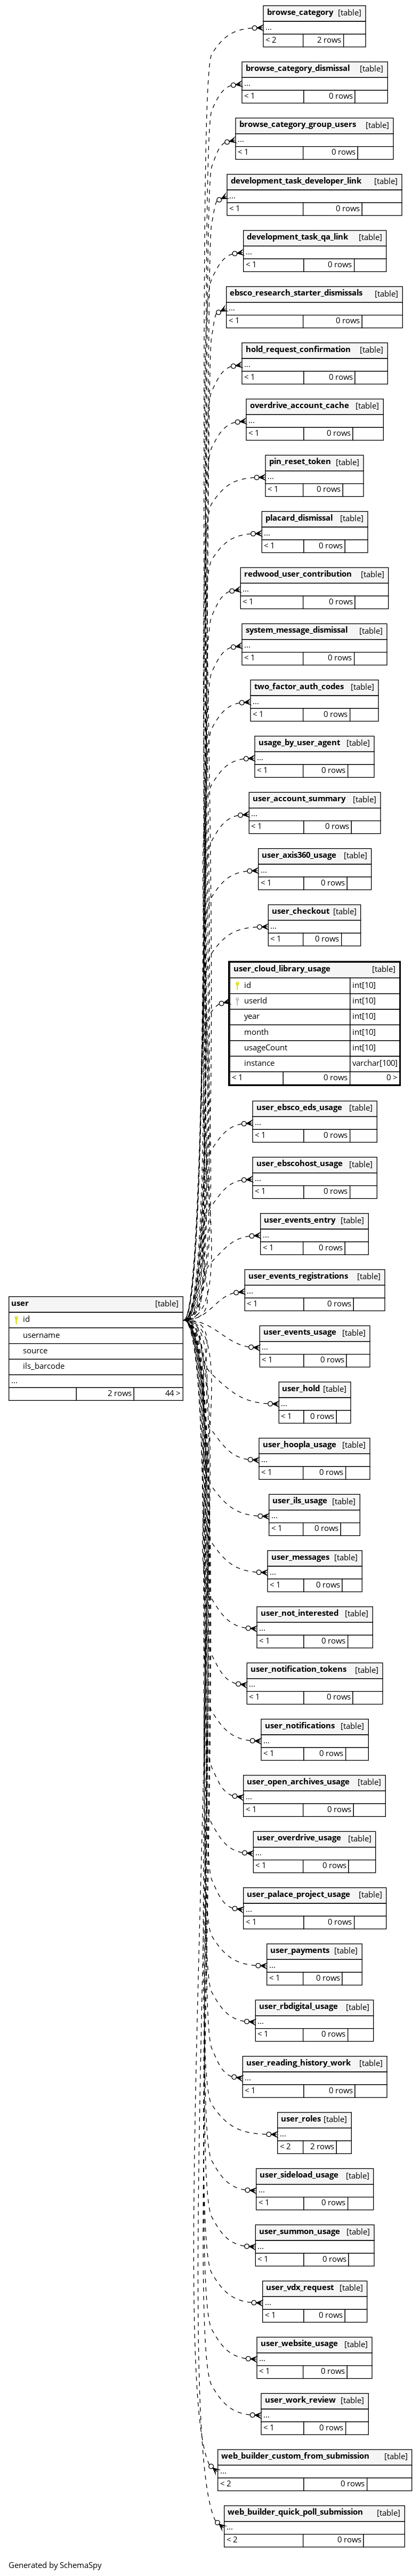 browse_category [table]
...
< 2 2 rows
browse_category_dismissal [table]
...
< 1 0 rows
browse_category_group_users [table]
...
< 1 0 rows
development_task_developer_link [table]
...
< 1 0 rows
development_task_qa_link [table]
...
< 1 0 rows
ebsco_research_starter_dismissals [table]
...
< 1 0 rows
hold_request_confirmation [table]
...
< 1 0 rows
overdrive_account_cache [table]
...
< 1 0 rows
pin_reset_token [table]
...
< 1 0 rows
placard_dismissal [table]
...
< 1 0 rows
redwood_user_contribution [table]
...
< 1 0 rows
system_message_dismissal [table]
...
< 1 0 rows
two_factor_auth_codes [table]
...
< 1 0 rows
usage_by_user_agent [table]
...
< 1 0 rows
user_account_summary [table]
...
< 1 0 rows
user_axis360_usage [table]
...
< 1 0 rows
user_checkout [table]
...
< 1 0 rows
user_cloud_library_usage [table]
id int[10]
userId int[10]
year int[10]
month int[10]
usageCount int[10]
instance varchar[100]
< 1 0 rows 0 >
user_ebsco_eds_usage [table]
...
< 1 0 rows
user_ebscohost_usage [table]
...
< 1 0 rows
user_events_entry [table]
...
< 1 0 rows
user_events_registrations [table]
...
< 1 0 rows
user [table]
id
username
source
ils_barcode
...
2 rows 44 >
user_events_usage [table]
...
< 1 0 rows
user_hold [table]
...
< 1 0 rows
user_hoopla_usage [table]
...
< 1 0 rows
user_ils_usage [table]
...
< 1 0 rows
user_messages [table]
...
< 1 0 rows
user_not_interested [table]
...
< 1 0 rows
user_notification_tokens [table]
...
< 1 0 rows
user_notifications [table]
...
< 1 0 rows
user_open_archives_usage [table]
...
< 1 0 rows
user_overdrive_usage [table]
...
< 1 0 rows
user_palace_project_usage [table]
...
< 1 0 rows
user_payments [table]
...
< 1 0 rows
user_rbdigital_usage [table]
...
< 1 0 rows
user_reading_history_work [table]
...
< 1 0 rows
user_roles [table]
...
< 2 2 rows
user_sideload_usage [table]
...
< 1 0 rows
user_summon_usage [table]
...
< 1 0 rows
user_vdx_request [table]
...
< 1 0 rows
user_website_usage [table]
...
< 1 0 rows
user_work_review [table]
...
< 1 0 rows
web_builder_custom_from_submission [table]
...
< 2 0 rows
web_builder_quick_poll_submission [table]
...
< 2 0 rows
Generated by SchemaSpy